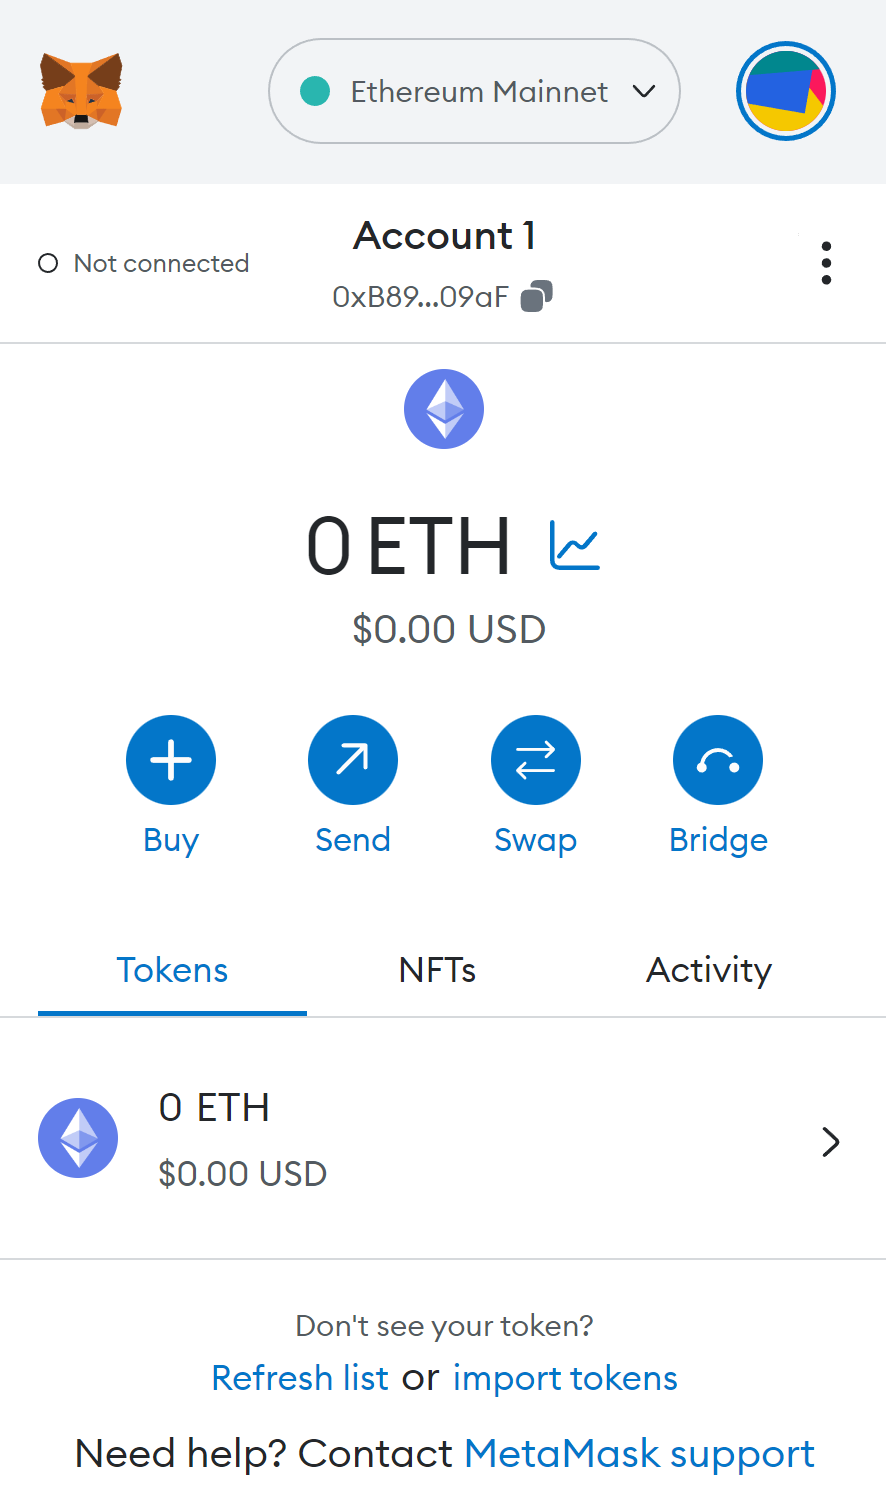 Ethereum Mainnet
Not connected
Account 1
0xB89...09aF
0 ETH
$0.00 USD
Buy Send Swap Bridge
Tokens NFTs Activity
0 ETH
$0.00 USD
Don't see your token?
Refresh list or import tokens
Need help? Contact MetaMask support